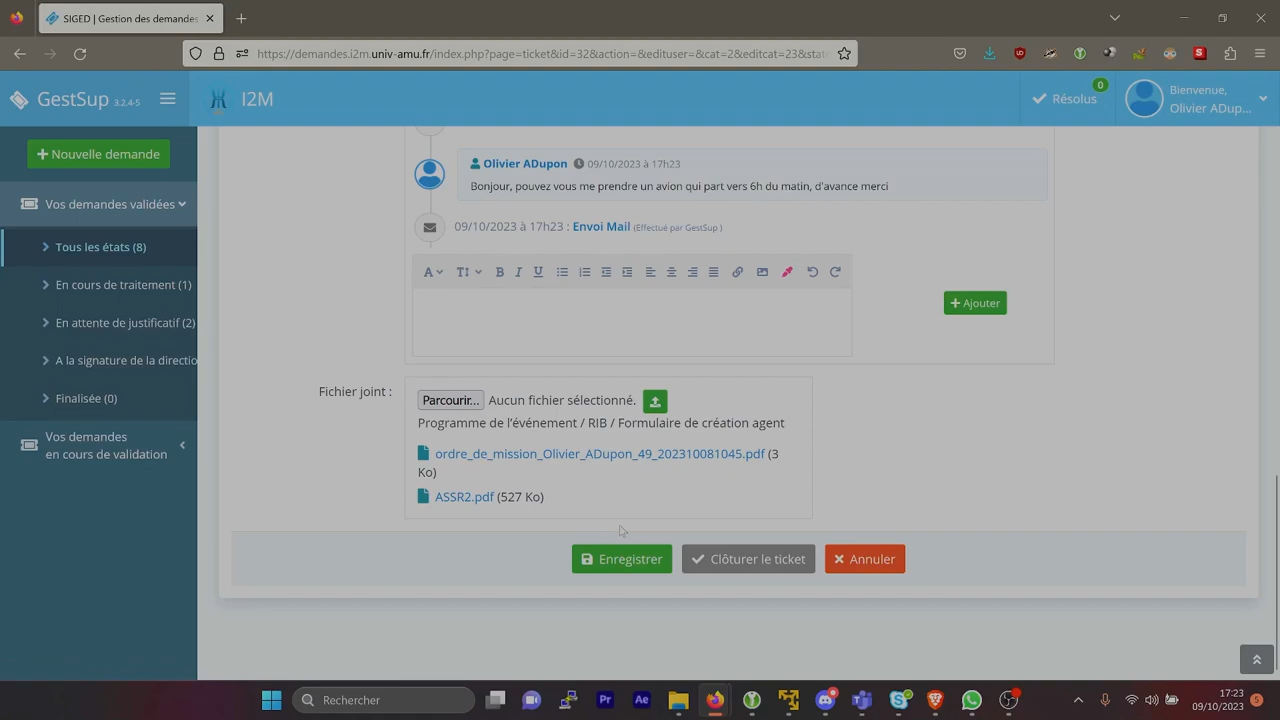 SIGED | Gestion des demandes
https://demandes.i2m.univ-amu.fr/index.php?page=ticket&id=32&action=&edituser=&cat=2&editcat=23&stat
GestSup 3.2.4-5
I2M
Résolus
0
Bienvenue,
Olivier ADup...
Nouvelle demande
Vos demandes validées
Tous les états (8)
En cours de traitement (1)
En attente de justificatif (2)
A la signature de la directio
Finalisée (0)
Vos demandes
en cours de validation
Olivier ADupon 09/10/2023 à 17h23
Bonjour, pouvez vous me prendre un avion qui part vers 6h du matin, d'avance merci
09/10/2023 à 17h23 : Envoi Mail (Effectué par GestSup )
Ajouter
Fichier joint :
Parcourir... Aucun fichier sélectionné.
Programme de l'événement / RIB / Formulaire de création agent
ordre_de_mission_Olivier_ADupon_49_202310081045.pdf (3
Ko)
ASSR2.pdf (527 Ko)
Enregistrer
Clôturer le ticket
Annuler
Rechercher
17:23
09/10/2023